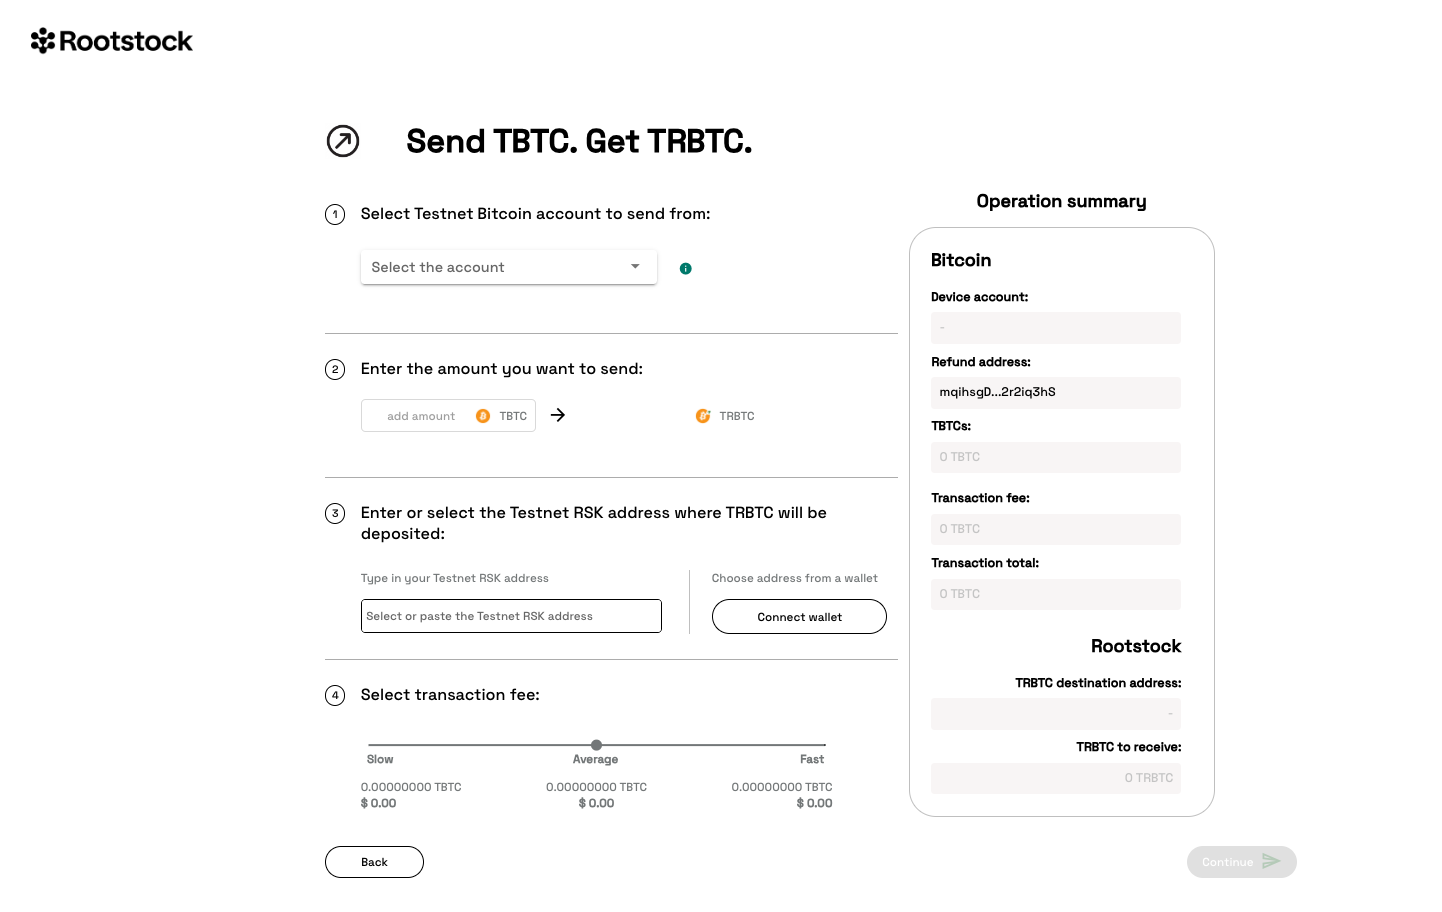 Rootstock
Send TBTC. Get TRBTC.
1
Select Testnet Bitcoin account to send from:
Select the account
2
Enter the amount you want to send:
add amount
TBTC
TRBTC
3
Enter or select the Testnet RSK address where TRBTC will be
deposited:
Type in your Testnet RSK address
Select or paste the Testnet RSK address
Choose address from a wallet
Connect wallet
4
Select transaction fee:
Slow
Average
Fast
0.00000000 TBTC
0.00000000 TBTC
0.00000000 TBTC
$ 0.00
$ 0.00
$ 0.00
Back
Operation summary
Bitcoin
Device account:
-
Refund address:
mqihsgD...2r2iq3hS
TBTCs:
0 TBTC
Transaction fee:
0 TBTC
Transaction total:
0 TBTC
Rootstock
TRBTC destination address:
-
TRBTC to receive:
0 TRBTC
Continue